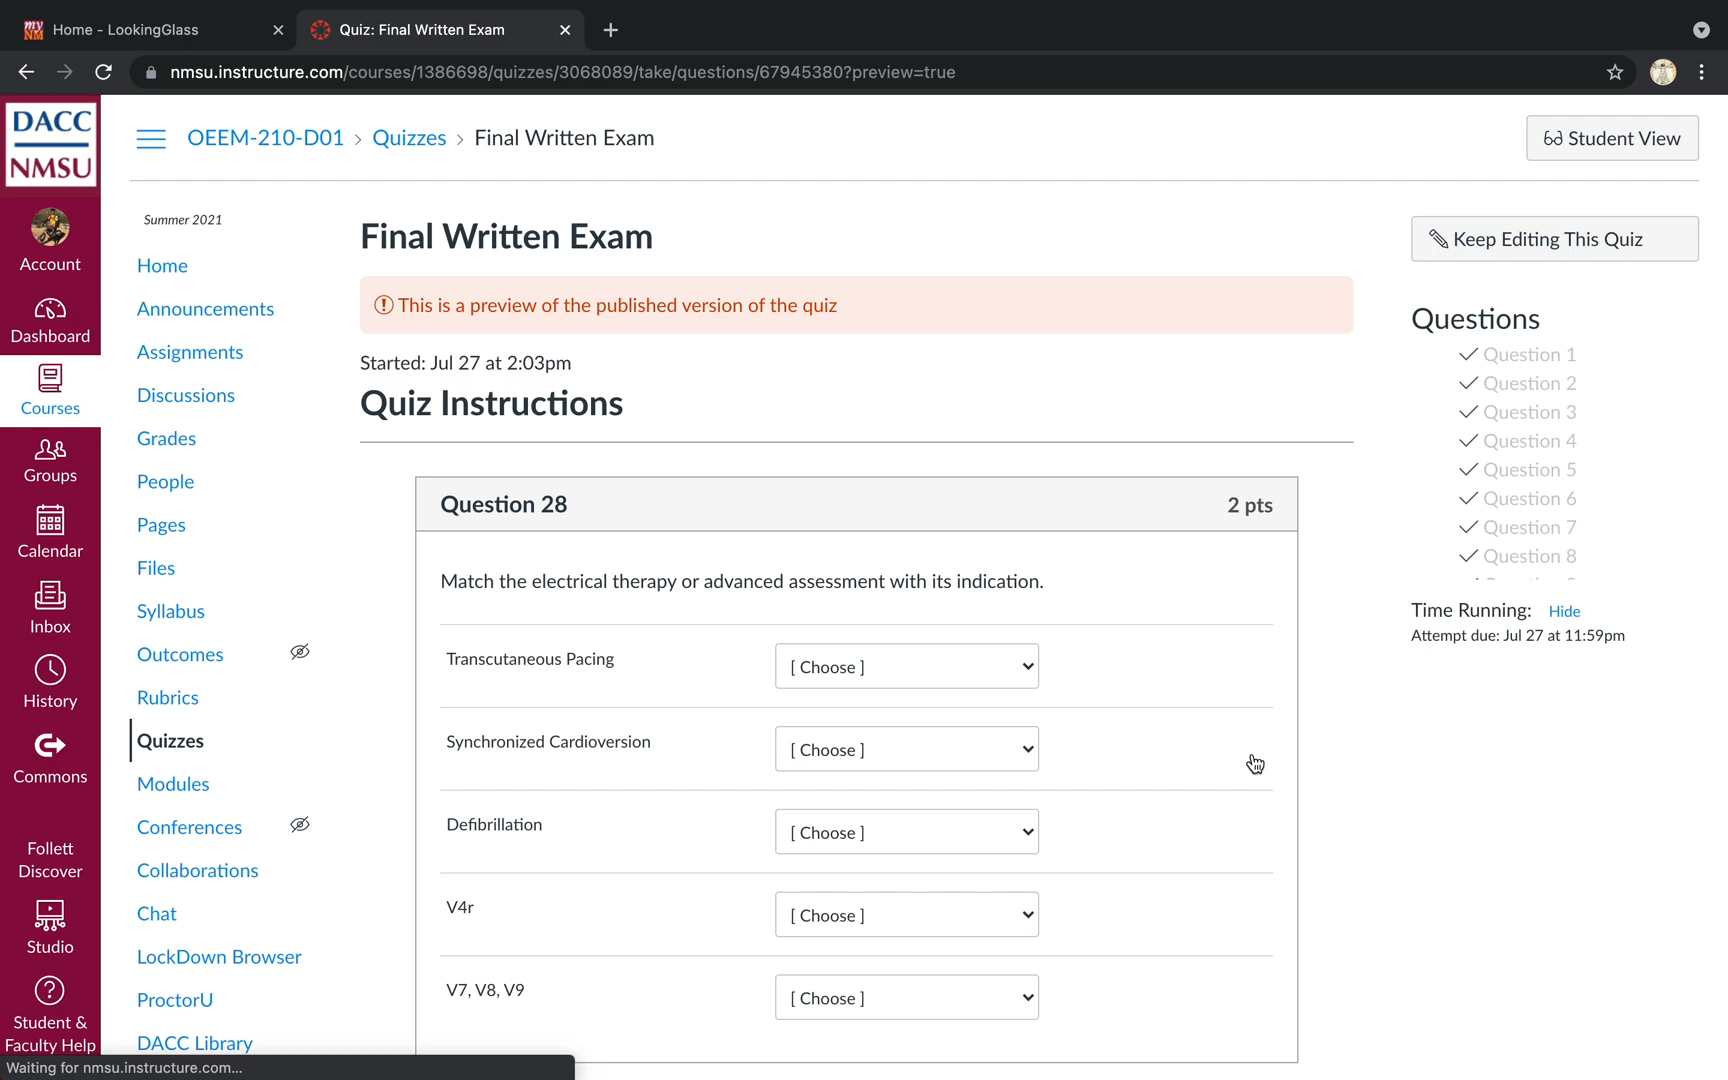 Home - LookingGlass
Quiz: Final Written Exam
nmsu.instructure.com/courses/1386698/quizzes/3068089/take/questions/67945380?preview=true
DACC
NMSU
Account
Dashboard
Courses
Groups
Calendar
Inbox
History
Commons
Follett
Discover
Studio
Student &
Faculty Help
OEEM-210-D01 > Quizzes > Final Written Exam
Student View
Summer 2021
Home
Announcements
Assignments
Discussions
Grades
People
Pages
Files
Syllabus
Outcomes
Rubrics
Quizzes
Modules
Conferences
Collaborations
Chat
LockDown Browser
ProctorU
DACC Library
Final Written Exam
This is a preview of the published version of the quiz
Started: Jul 27 at 2:03pm
Quiz Instructions
Question 28 2 pts
Match the electrical therapy or advanced assessment with its indication.
Transcutaneous Pacing [ Choose ]
Synchronized Cardioversion [ Choose ]
Defibrillation [ Choose ]
V4r [ Choose ]
V7, V8, V9 [ Choose ]
Keep Editing This Quiz
Questions
Question 1
Question 2
Question 3
Question 4
Question 5
Question 6
Question 7
Question 8
Time Running: Hide
Attempt due: Jul 27 at 11:59pm
Waiting for nmsu.instructure.com...